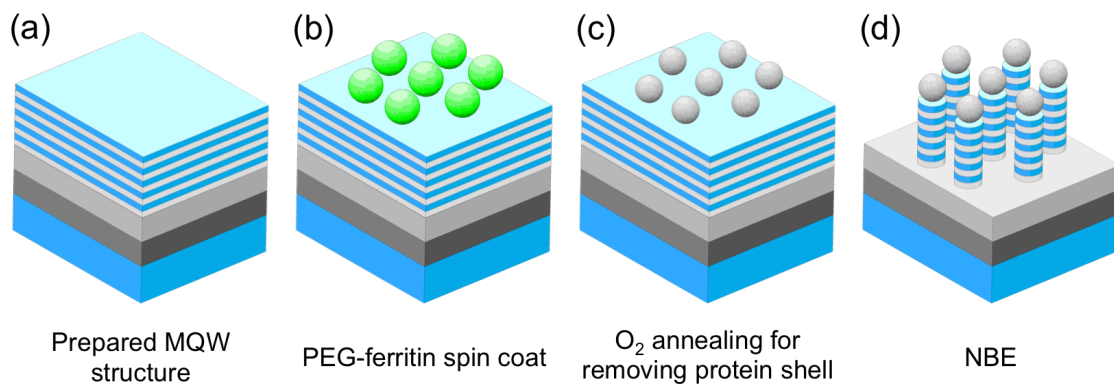 (a)
(b)
(c)
(d)
Prepared MQW
structure
PEG-ferritin spin coat
O₂ annealing for
removing protein shell
NBE